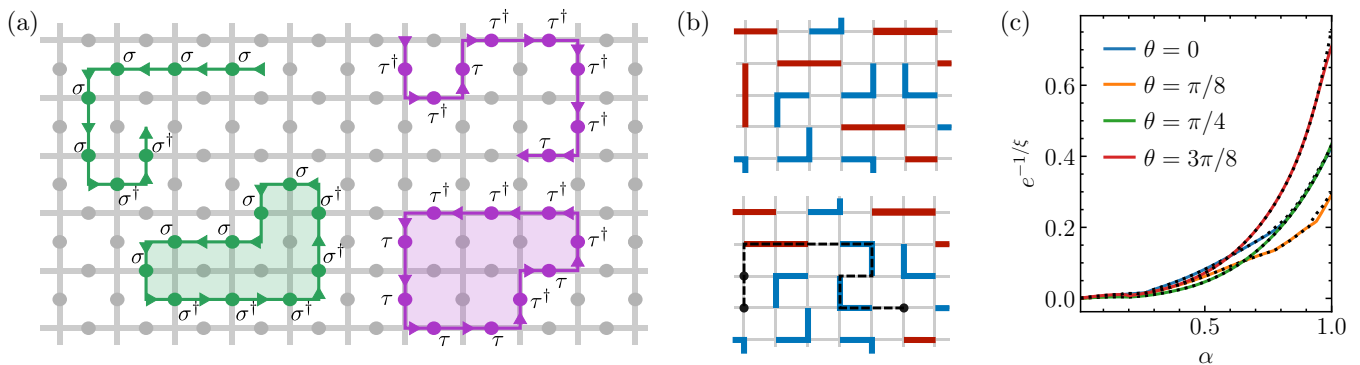 (a)
τ† τ†
σ σ σ
τ† τ τ†
σ
τ†
τ†
σ† τ
σ
σ†
σ
τ† τ† τ†
σ σ†
σ σ
τ τ†
σ σ†
τ
τ τ†
σ† σ† σ†
τ τ
(b)
(c)
e^{-1/ξ}
0.6
0.4
0.2
0.0
θ = 0
θ = π/8
θ = π/4
θ = 3π/8
0.5 1.0
α